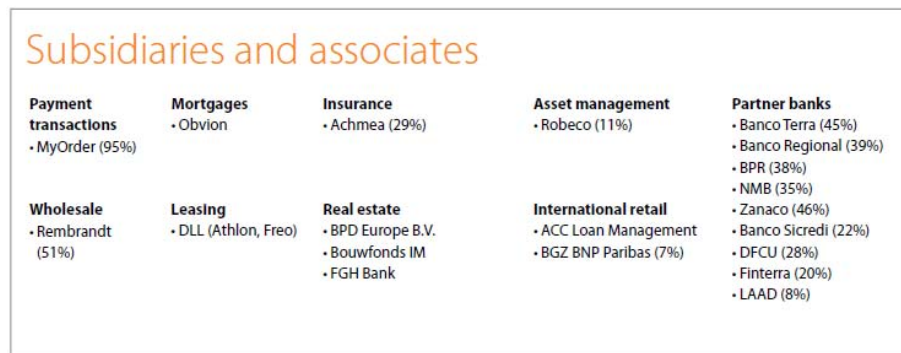 Subsidiaries and associates
Payment
transactions
• MyOrder (95%)
Mortgages
• Obvion
Insurance
• Achmea (29%)
Asset management
• Robeco (11%)
Partner banks
• Banco Terra (45%)
• Banco Regional (39%)
• BPR (38%)
• NMB (35%)
• Zanaco (46%)
• Banco Sicredi (22%)
• DFCU (28%)
• Finterra (20%)
• LAAD (8%)
Wholesale
• Rembrandt
(51%)
Leasing
• DLL (Athlon, Freo)
Real estate
• BPD Europe B.V.
• Bouwfonds IM
• FGH Bank
International retail
• ACC Loan Management
• BGZ BNP Paribas (7%)